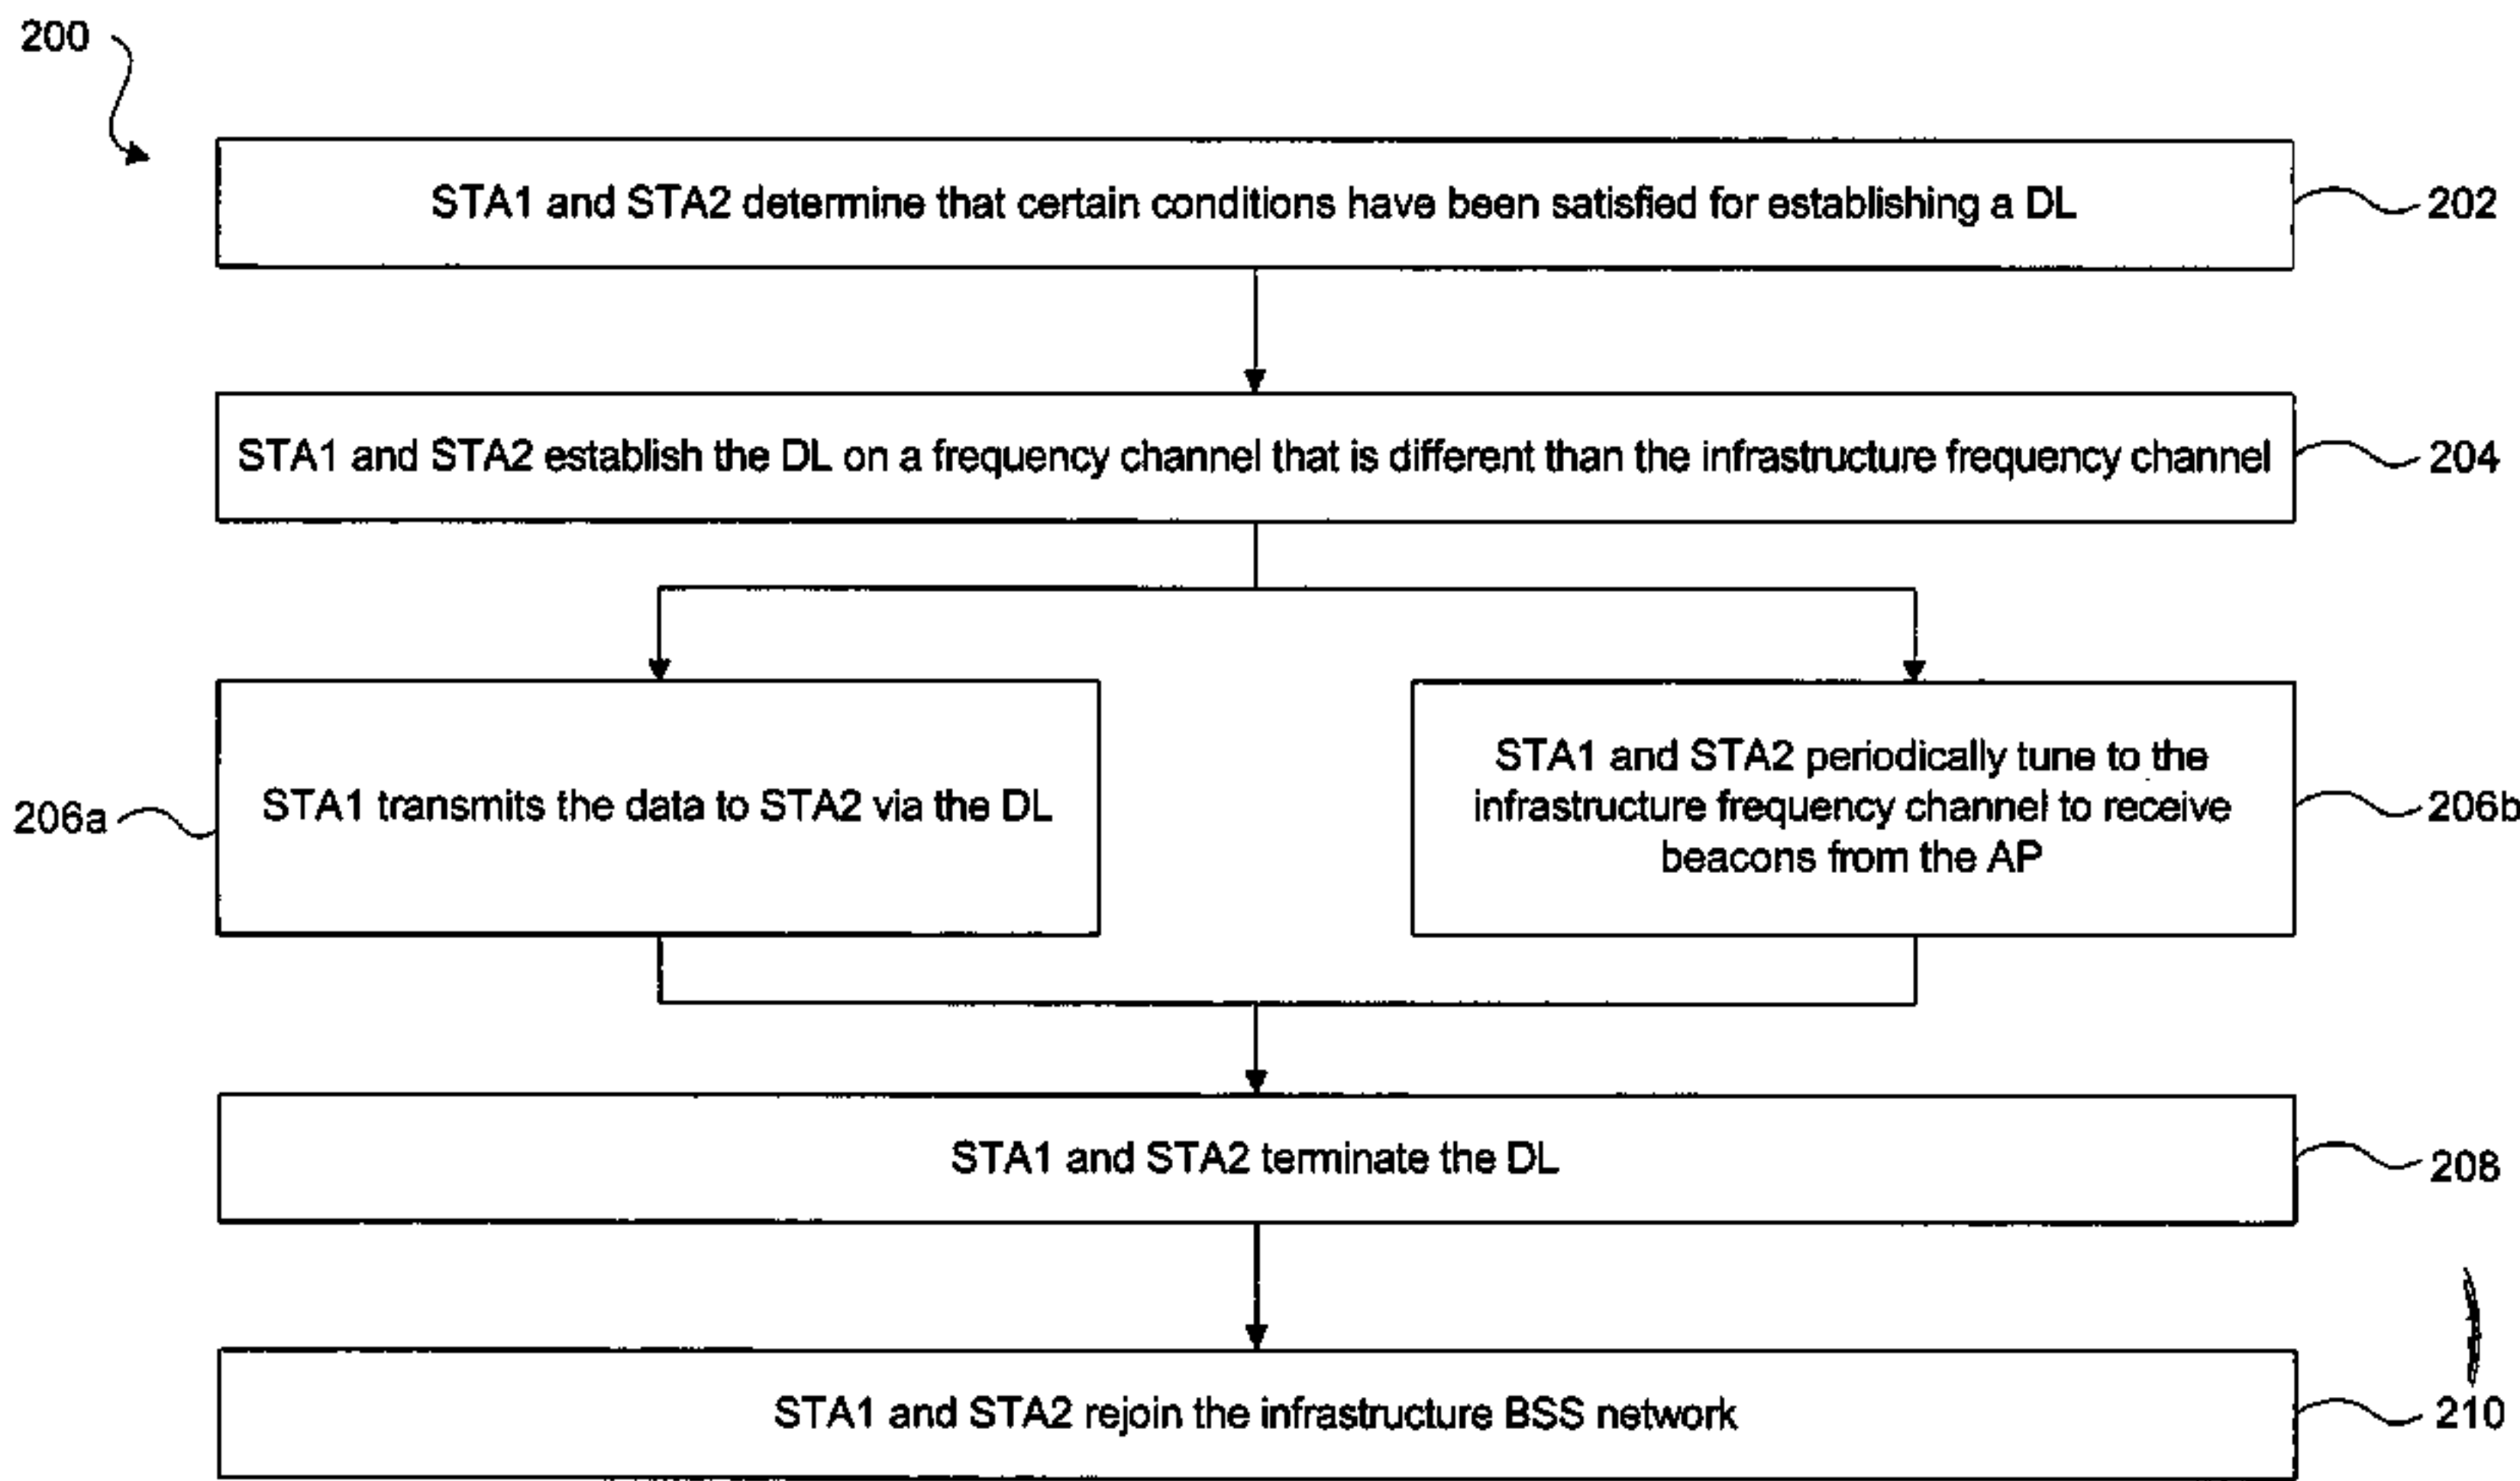 200
STA1 and STA2 determine that certain conditions have been satisfied for establishing a DL
202
STA1 and STA2 establish the DL on a frequency channel that is different than the infrastructure frequency channel
204
206a
STA1 transmits the data to STA2 via the DL
STA1 and STA2 periodically tune to the
infrastructure frequency channel to receive
beacons from the AP
206b
STA1 and STA2 terminate the DL
208
STA1 and STA2 rejoin the infrastructure BSS network
210